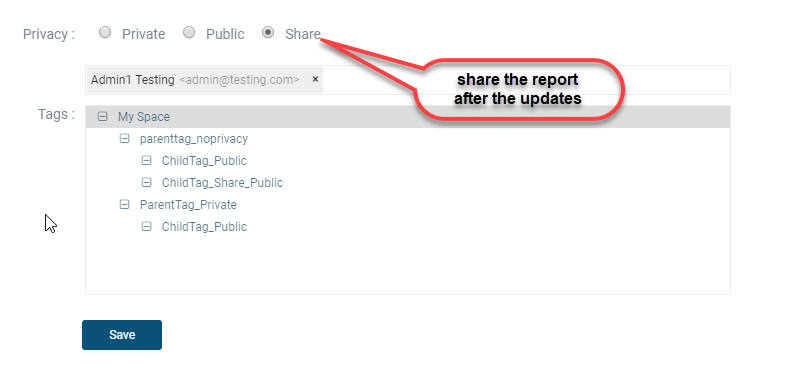 Privacy : Private Public Share
share the report
after the updates
Admin1 Testing <admin@testing.com> ×
Tags :
My Space
parenttag_noprivacy
ChildTag_Public
ChildTag_Share_Public
ParentTag_Private
ChildTag_Public
Save